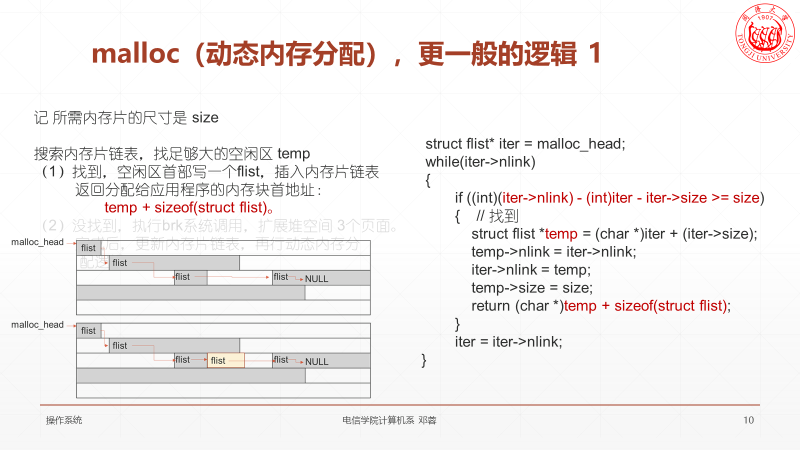 同济大学
1907
TONGJI UNIVERSITY
malloc（动态内存分配），更一般的逻辑 1
记 所需内存片的尺寸是 size
搜索内存片链表，找足够大的空闲区 temp
（1）找到，空闲区首部写一个flist，插入内存片链表
返回分配给应用程序的内存块首地址：
temp + sizeof(struct flist)。
（2）没找到，执行brk系统调用，扩展堆空间 3个页面。
后，更新内存片链表，再行动态内存分
配
malloc_head
flist
flist
flist
flist
NULL
malloc_head
flist
flist
flist
flist
flist
NULL
struct flist* iter = malloc_head;
while(iter->nlink)
{
if ((int)(iter->nlink) - (int)iter - iter->size >= size)
{ // 找到
struct flist *temp = (char *)iter + (iter->size);
temp->nlink = iter->nlink;
iter->nlink = temp;
temp->size = size;
return (char *)temp + sizeof(struct flist);
}
iter = iter->nlink;
}
操作系统
电信学院计算机系 邓蓉
10